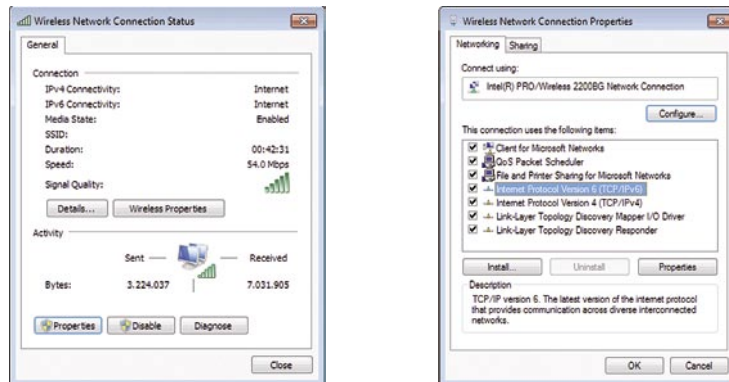 Wireless Network Connection Status
General
Connection
IPv4 Connectivity: Internet
IPv6 Connectivity: Internet
Media State: Enabled
SSID:
Duration: 00:42:31
Speed: 54.0 Mbps
Signal Quality:
Details... Wireless Properties
Activity
Sent — — Received
Bytes: 3.224.037 7.031.905
Properties Disable Diagnose
Close
Wireless Network Connection Properties
Networking Sharing
Connect using:
Intel(R) PRO/Wireless 2200BG Network Connection
Configure...
This connection uses the following items:
Client for Microsoft Networks
QoS Packet Scheduler
File and Printer Sharing for Microsoft Networks
Internet Protocol Version 6 (TCP/IPv6)
Internet Protocol Version 4 (TCP/IPv4)
Link-Layer Topology Discovery Mapper I/O Driver
Link-Layer Topology Discovery Responder
Install... Uninstall Properties
Description
TCP/IP version 6. The latest version of the internet protocol
that provides communication across diverse interconnected
networks.
OK Cancel